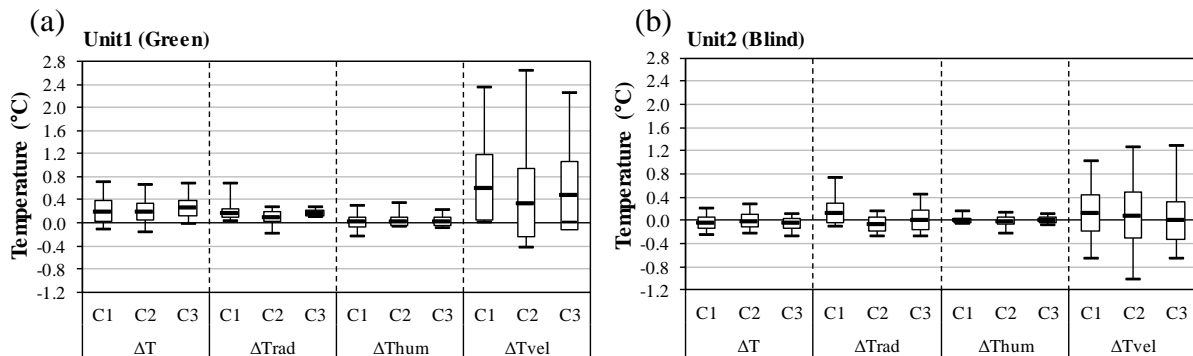 (a)
Unit1 (Green)
Temperature (°C)
2.8
2.4
2.0
1.6
1.2
0.8
0.4
0.0
-0.4
-0.8
-1.2
C1 C2 C3 C1 C2 C3 C1 C2 C3 C1 C2 C3
ΔT ΔTrad ΔThum ΔTvel
(b)
Unit2 (Blind)
Temperature (°C)
2.8
2.4
2.0
1.6
1.2
0.8
0.4
0.0
-0.4
-0.8
-1.2
C1 C2 C3 C1 C2 C3 C1 C2 C3 C1 C2 C3
ΔT ΔTrad ΔThum ΔTvel